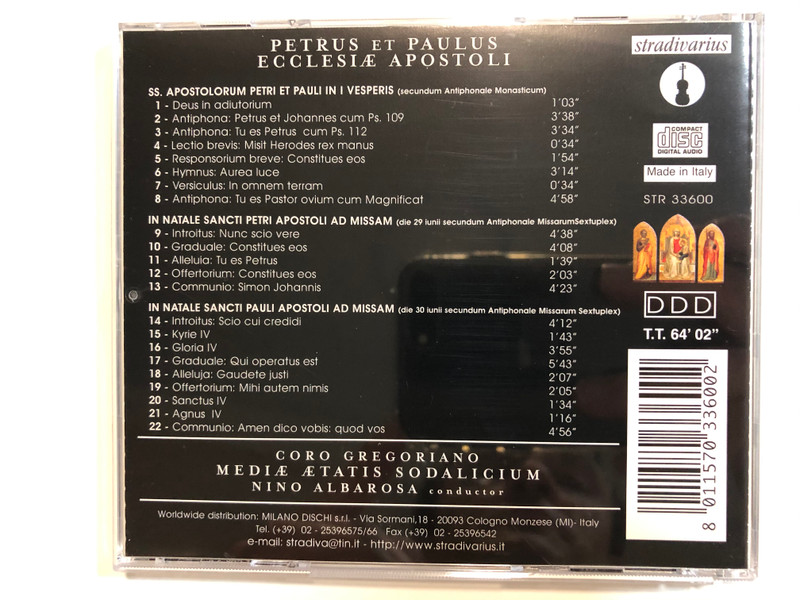 PETRUS ET PAULUS
ECCLESIÆ APOSTOLI
SS. APOSTOLORUM PETRI ET PAULI IN I VESPERIS (secundum Antiphonale Monasticum)
1 - Deus in adiutorium 1'03"
2 - Antiphona: Petrus et Johannes cum Ps. 109 3'38"
3 - Antiphona: Tu es Petrus cum Ps. 112 3'34"
4 - Lectio brevis: Misit Herodes rex manus 0'34"
5 - Responsorium breve: Constitues eos 1'54"
6 - Hymnus: Aurea luce 3'14"
7 - Versiculus: In omnem terram 0'34"
8 - Antiphona: Tu es Pastor ovium cum Magnificat 4'58"
IN NATALE SANCTI PETRI APOSTOLI AD MISSAM (die 29 iunii secundum Antiphonale MissarumSextuplex)
9 - Introitus: Nunc scio vere 4'38"
10 - Graduale: Constitues eos 4'08"
11 - Alleluia: Tu es Petrus 1'39"
12 - Offertorium: Constitues eos 2'03"
13 - Communio: Simon Johannis 4'23"
IN NATALE SANCTI PAULI APOSTOLI AD MISSAM (die 30 iunii secundum Antiphonale Missarum Sextuplex)
14 - Introitus: Scio cui credidi 4'12"
15 - Kyrie IV 1'43"
16 - Gloria IV 3'55"
17 - Graduale: Qui operatus est 5'43"
18 - Alleluja: Gaudete justi 2'07"
19 - Offertorium: Mihi autem nimis 2'05"
20 - Sanctus IV 1'34"
21 - Agnus IV 1'16"
22 - Communio: Amen dico vobis: quod vos 4'56"
CORO GREGORIANO
MEDIÆ ÆTATIS SODALICIUM
NINO ALBAROSA conductor
Worldwide distribution: MILANO DISCHI s.r.l. - Via Sormani,18 - 20093 Cologno Monzese (MI)- Italy
Tel. (+39) 02 - 25396575/66 Fax (+39) 02 - 25396542
e-mail: stradiva@tin.it - http://www.stradivarius.it
stradivarius
COMPACT
disc
DIGITAL AUDIO
Made in Italy
STR 33600
DDD
T.T. 64' 02"
8 011570 336002